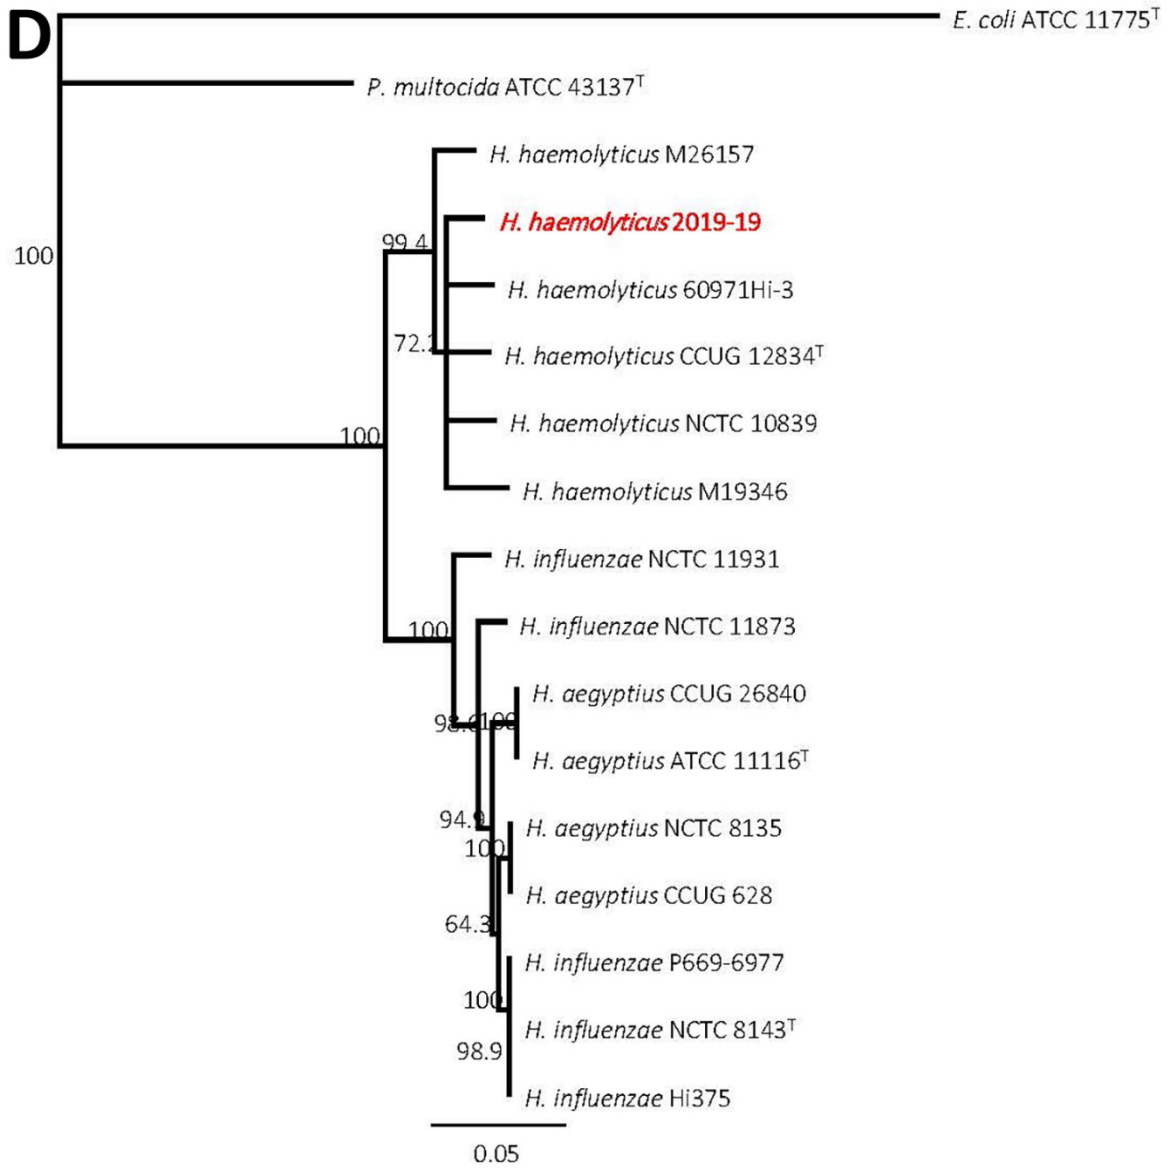 D
E. coli ATCC 11775ᵀ
P. multocida ATCC 43137ᵀ
H. haemolyticus M26157
H. haemolyticus 2019-19
99.4
100
H. haemolyticus 60971Hi-3
72.2
H. haemolyticus CCUG 12834ᵀ
H. haemolyticus NCTC 10839
100
H. haemolyticus M19346
H. influenzae NCTC 11931
H. influenzae NCTC 11873
100
H. aegyptius CCUG 26840
100
H. aegyptius ATCC 11116ᵀ
94.9
H. aegyptius NCTC 8135
100
H. aegyptius CCUG 628
64.3
H. influenzae P669-6977
100
H. influenzae NCTC 8143ᵀ
98.9
H. influenzae Hi375
0.05